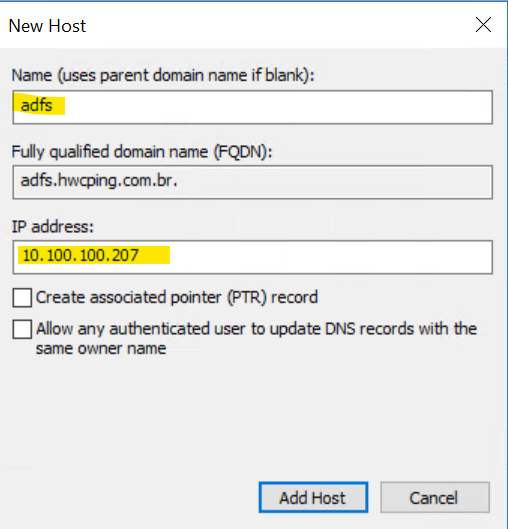 New Host
Name (uses parent domain name if blank):
adfs
Fully qualified domain name (FQDN):
adfs.hwcping.com.br.
IP address:
10.100.100.207
Create associated pointer (PTR) record
Allow any authenticated user to update DNS records with the
same owner name
Add Host
Cancel